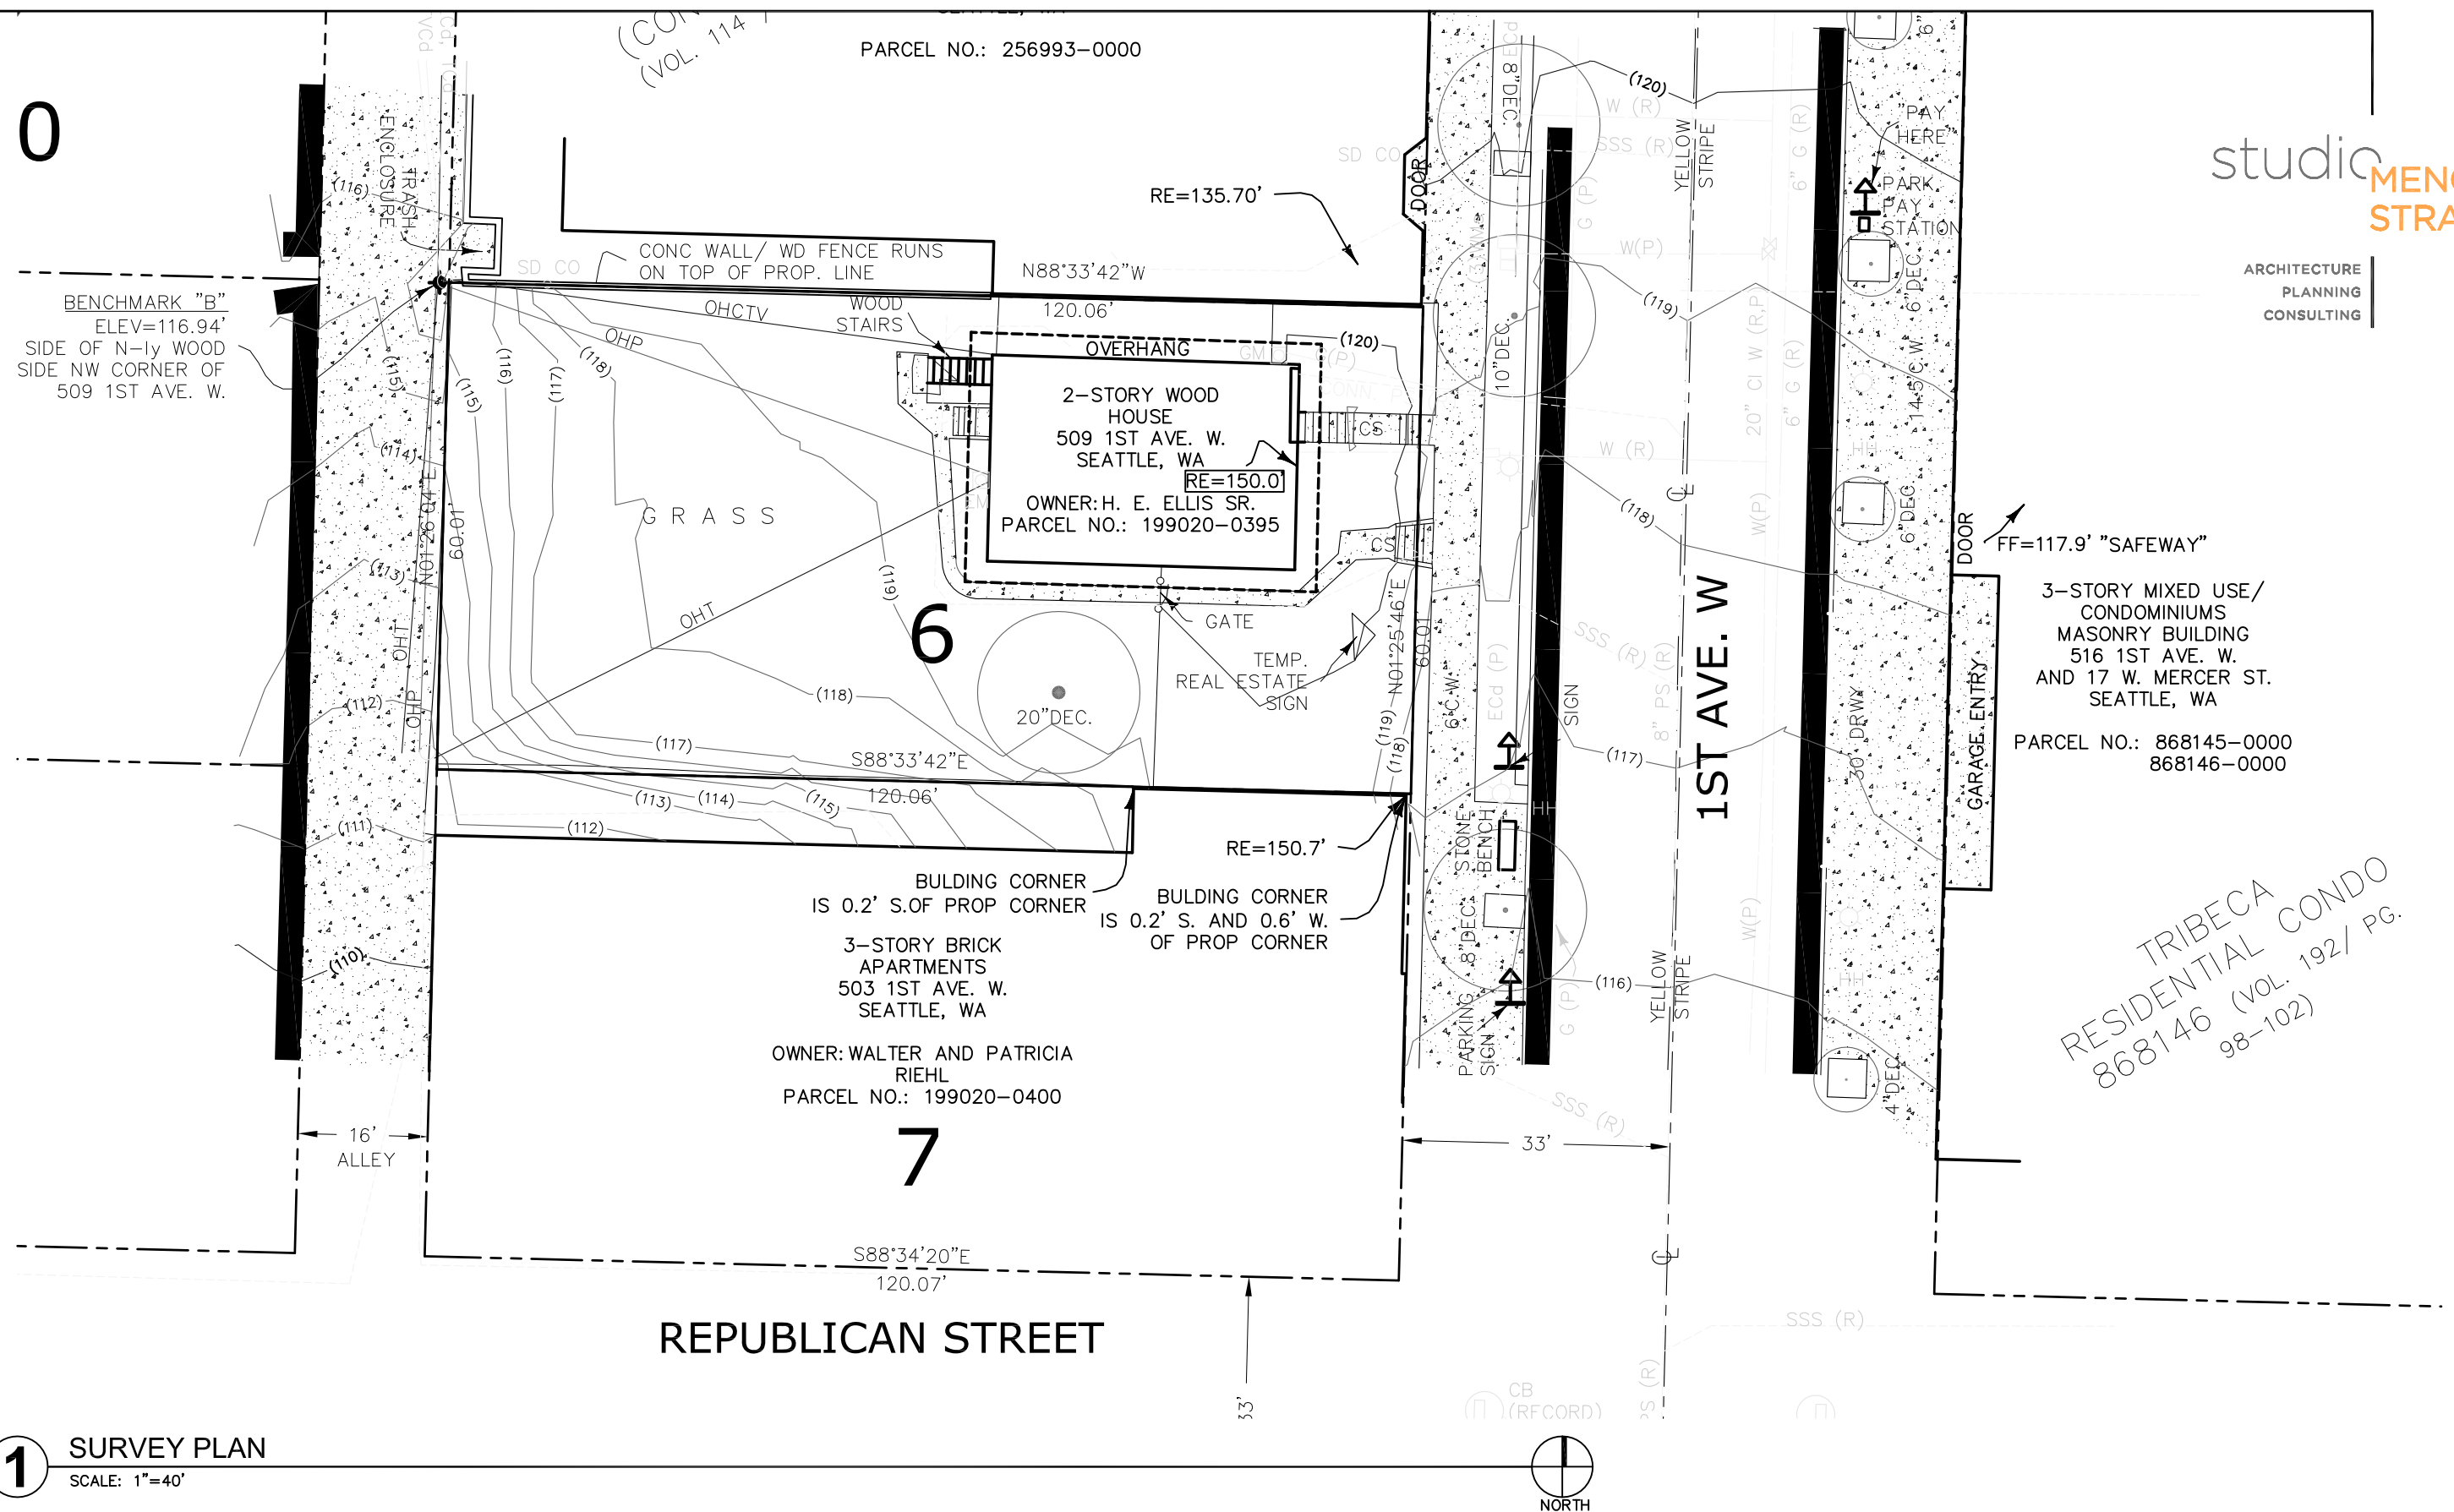 PARCEL NO.: 256993-0000
(VOL. 114
0
ENCLOSURE
TRASH
(116)
SD CO
CONC WALL/ WD FENCE RUNS
ON TOP OF PROP. LINE
N88°33'42"W
120.06'
RE=135.70'
SD CO
DOOR
8"DEC.
(120)
W (R)
SSS (R)
YELLOW
STRIPE
6" G (R)
G (P)
W(P)
"PAY
HERE"
PARK
PAY
STATION
6"
studio
ARCHITECTURE
PLANNING
CONSULTING
BENCHMARK "B"
ELEV=116.94'
SIDE OF N-ly WOOD
SIDE NW CORNER OF
509 1ST AVE. W.
OHCTV
OHP
WOOD
STAIRS
OVERHANG
(120)
(115)
(115)
(116)
(117)
(118)
(119)
2-STORY WOOD
HOUSE
509 1ST AVE. W.
SEATTLE, WA
RE=150.0'
OWNER: H. E. ELLIS SR.
PARCEL NO.: 199020-0395
CS
CS
10"DEC.
W (R)
(118)
20" CI W (R,P)
6" G (R)
W(P)
6"DEC.
14.5'C.W.
6"DEC.
HH
(114)
(113)
N01°26'04"E
60.01'
GRASS
OHT
(119)
6
GATE
TEMP.
REAL ESTATE
SIGN
20"DEC.
(118)
(117)
N01°25'46"E
60.01'
(119)
(118)
6'C.W.
ECd (P)
SIGN
SSS (R)
8" PS (R)
(117)
1ST AVE. W
DOOR
FF=117.9' "SAFEWAY"
3-STORY MIXED USE/
CONDOMINIUMS
MASONRY BUILDING
516 1ST AVE. W.
AND 17 W. MERCER ST.
SEATTLE, WA
PARCEL NO.: 868145-0000
868146-0000
GARAGE ENTRY
30' DRWY
OHT
OHP
(112)
(111)
(110)
S88°33'42"E
120.06'
(113)
(114)
(115)
(112)
BULDING CORNER
IS 0.2' S.OF PROP CORNER
RE=150.7'
BULDING CORNER
IS 0.2' S. AND 0.6' W.
OF PROP CORNER
STONE
BENCH
HH
8"DEC.
PARKING
SIGN
G (P)
(116)
YELLOW
STRIPE
W(P)
HH
4"DEC.
3-STORY BRICK
APARTMENTS
503 1ST AVE. W.
SEATTLE, WA
OWNER: WALTER AND PATRICIA
RIEHL
PARCEL NO.: 199020-0400
7
TRIBECA
RESIDENTIAL CONDO
868146 (VOL. 192/ PG.
98-102)
16'
ALLEY
SSS (R)
33'
S88°34'20"E
120.07'
REPUBLICAN STREET
33'
SSS (R)
CB
(RECORD)
PS (R)
1
SURVEY PLAN
SCALE: 1"=40'
NORTH